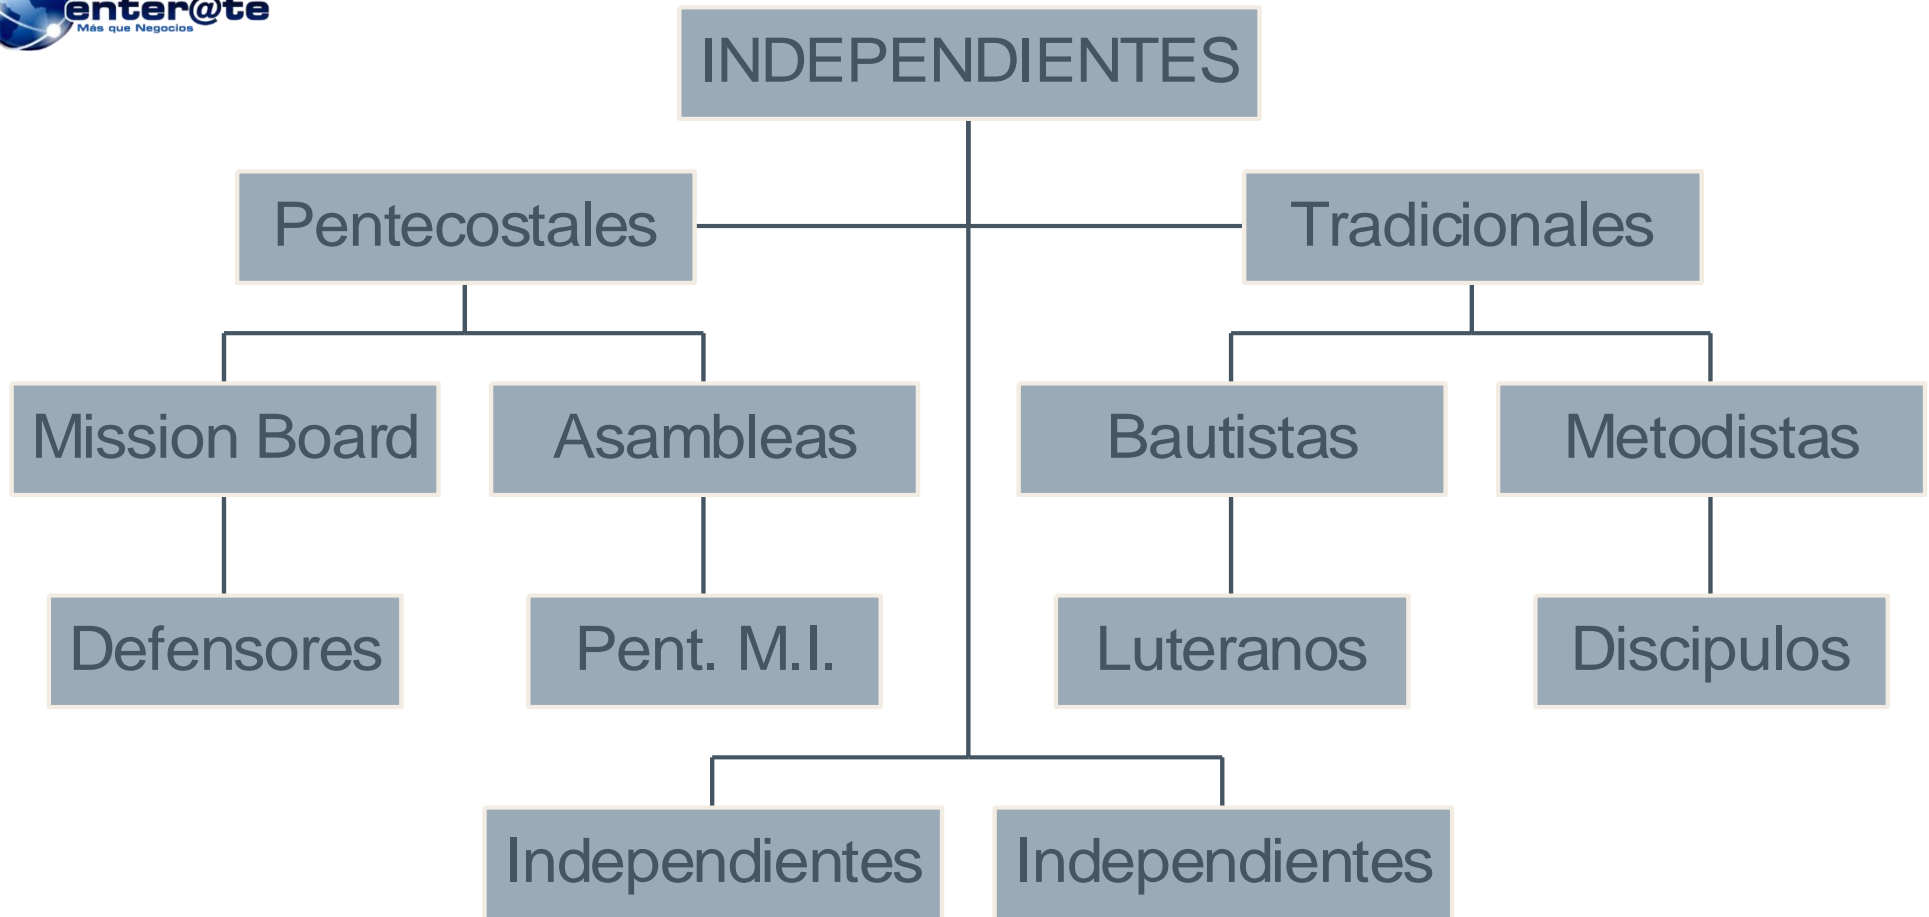 enter@te
Más que Negocios
INDEPENDIENTES
Pentecostales
Tradicionales
Mission Board
Asambleas
Bautistas
Metodistas
Defensores
Pent. M.I.
Luteranos
Discipulos
Independientes
Independientes